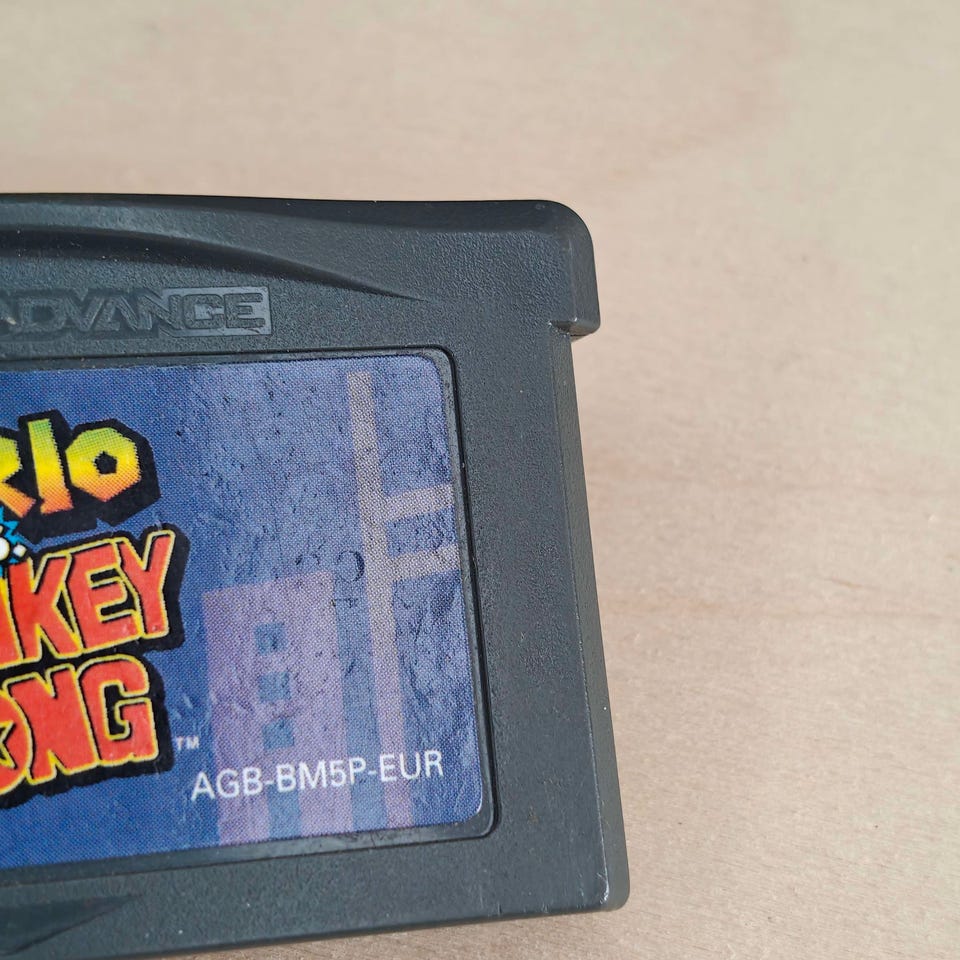 ADVANCE
RIO
S.
KEY
ONG
TM
AGB-BM5P-EUR